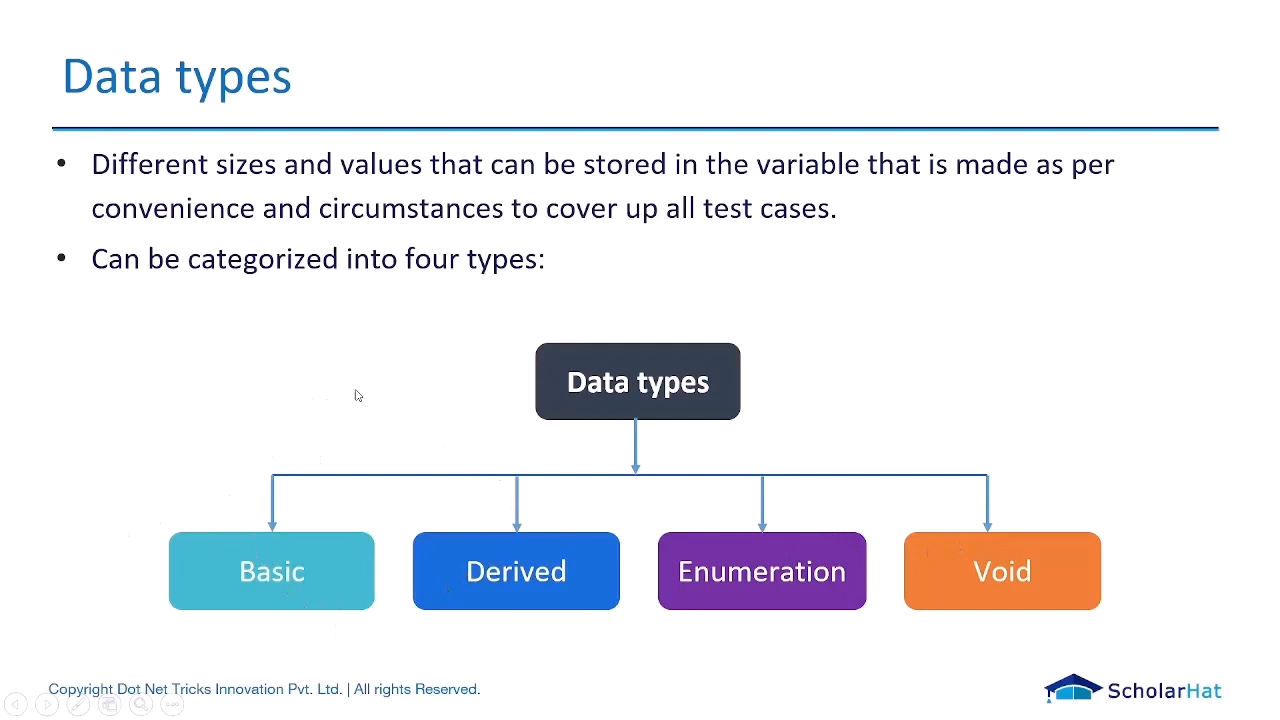 Data types
• Different sizes and values that can be stored in the variable that is made as per
convenience and circumstances to cover up all test cases.
• Can be categorized into four types:
Data types
Basic
Derived
Enumeration
Void
Copyright Dot Net Tricks Innovation Pvt. Ltd. | All rights Reserved.
ScholarHat